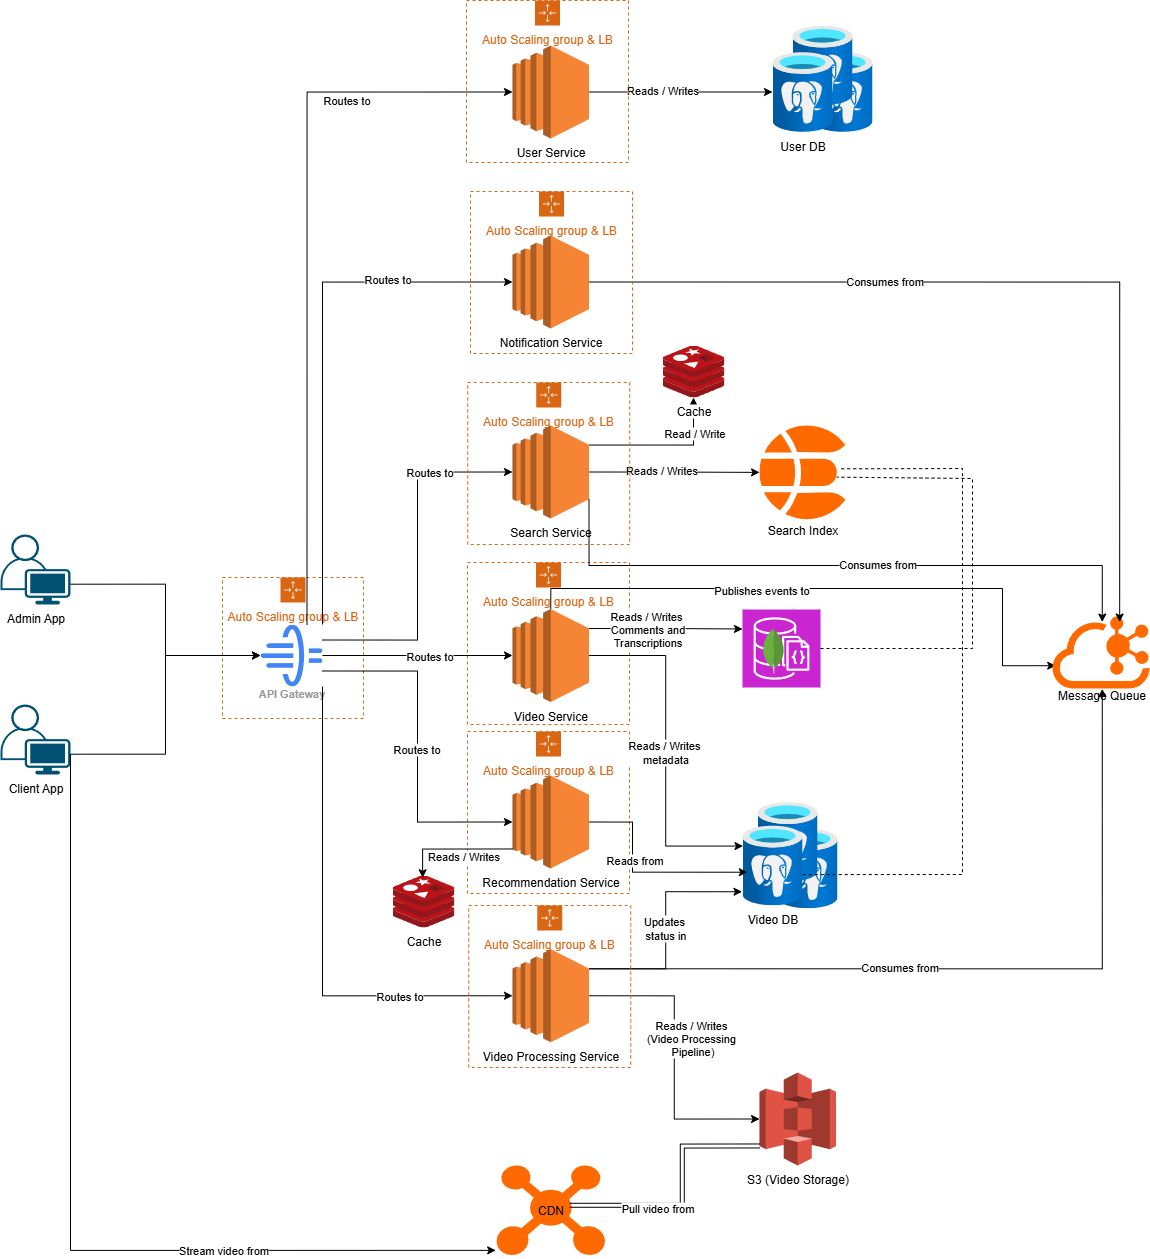 Auto Scaling group & LB
Routes to
Reads / Writes
User Service
User DB
Auto Scaling group & LB
Routes to
Consumes from
Notification Service
Cache
Auto Scaling group & LB
Read / Write
Routes to
Reads / Writes
Search Service
Search Index
Consumes from
Publishes events to
Auto Scaling group & LB
Reads / Writes
Comments and
Transcriptions
Admin App
Auto Scaling group & LB
Routes to
API Gateway
Message Queue
Video Service
Reads / Writes
metadata
Routes to
Auto Scaling group & LB
Client App
Reads / Writes
Reads from
Recommendation Service
Cache
Video DB
Updates
status in
Auto Scaling group & LB
Consumes from
Routes to
Reads / Writes
(Video Processing
Pipeline)
Video Processing Service
S3 (Video Storage)
CDN
Pull video from
Stream video from